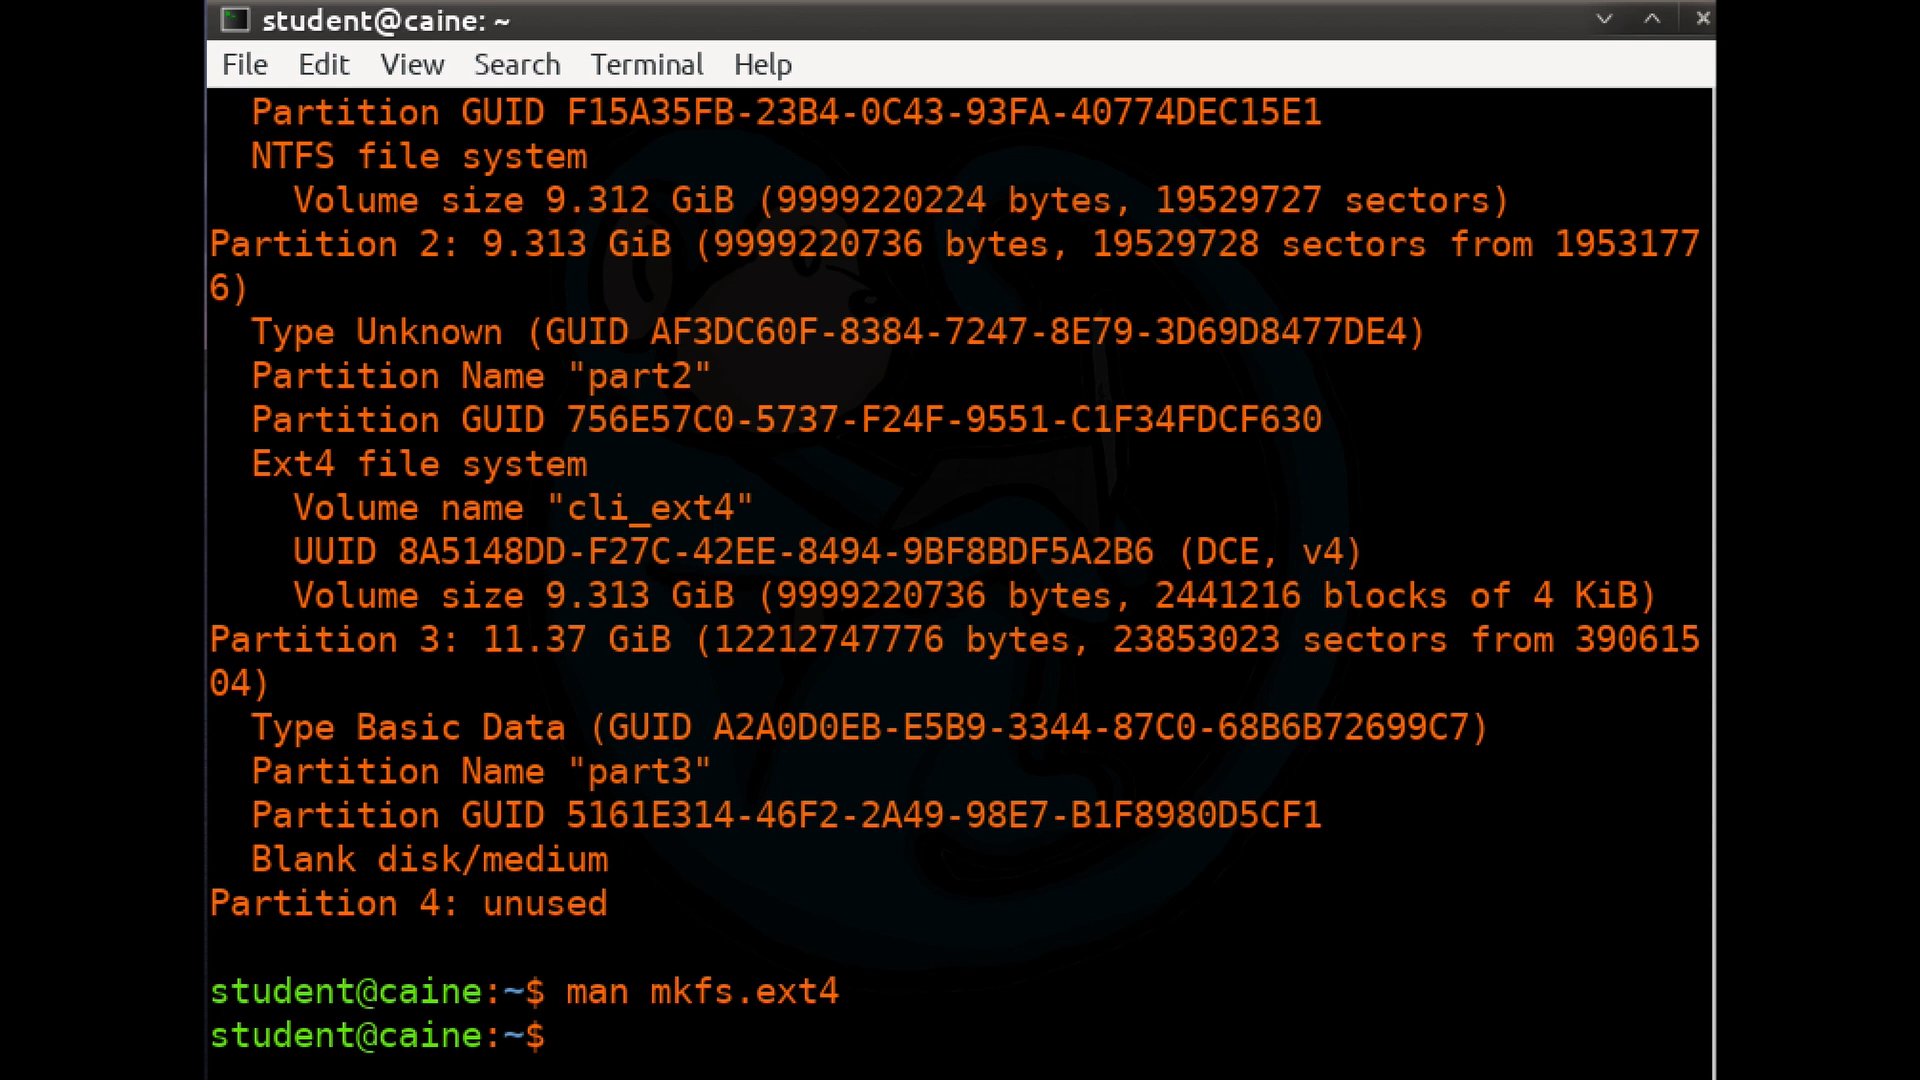 student@caine: ~
File Edit View Search Terminal Help
Partition GUID F15A35FB-23B4-0C43-93FA-40774DEC15E1
NTFS file system
Volume size 9.312 GiB (9999220224 bytes, 19529727 sectors)
Partition 2: 9.313 GiB (9999220736 bytes, 19529728 sectors from 1953177
6)
Type Unknown (GUID AF3DC60F-8384-7247-8E79-3D69D8477DE4)
Partition Name "part2"
Partition GUID 756E57C0-5737-F24F-9551-C1F34FDCF630
Ext4 file system
Volume name "cli_ext4"
UUID 8A5148DD-F27C-42EE-8494-9BF8BDF5A2B6 (DCE, v4)
Volume size 9.313 GiB (9999220736 bytes, 2441216 blocks of 4 KiB)
Partition 3: 11.37 GiB (12212747776 bytes, 23853023 sectors from 390615
04)
Type Basic Data (GUID A2A0D0EB-E5B9-3344-87C0-68B6B72699C7)
Partition Name "part3"
Partition GUID 5161E314-46F2-2A49-98E7-B1F8980D5CF1
Blank disk/medium
Partition 4: unused
student@caine:~$ man mkfs.ext4
student@caine:~$